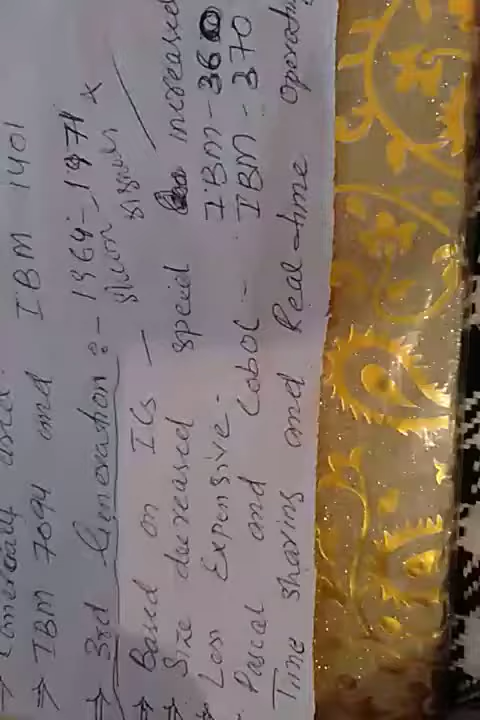 → used.
⇒ IBM 7094 and IBM 1401
⇒ 3rd Generation :- 1964 - 1971 *
⇒ Based on ICs -
⇒ Size decreased speed increased
Less Expensive. IBM - 360
Pascal and Cobol - IBM - 370
Time sharing and Real-time operating